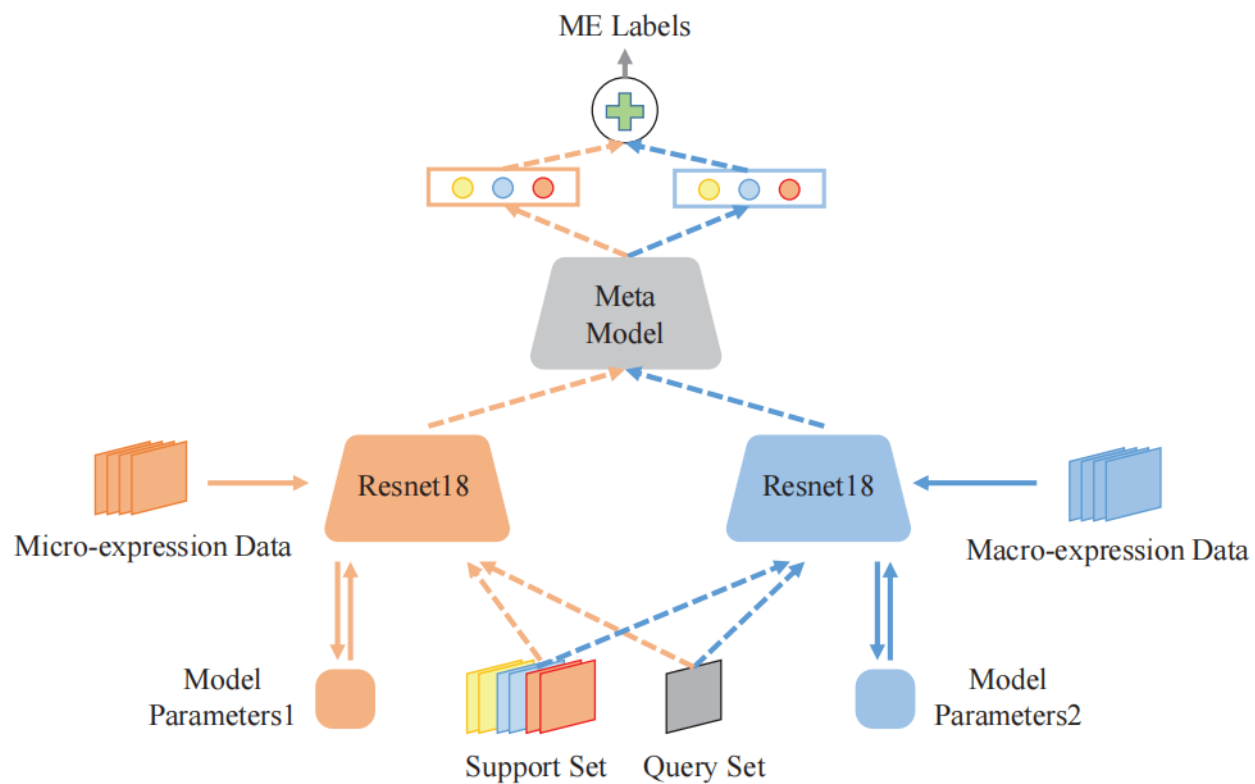 ME Labels
Meta
Model
Resnet18
Resnet18
Micro-expression Data
Macro-expression Data
Model
Parameters1
Model
Parameters2
Support Set
Query Set